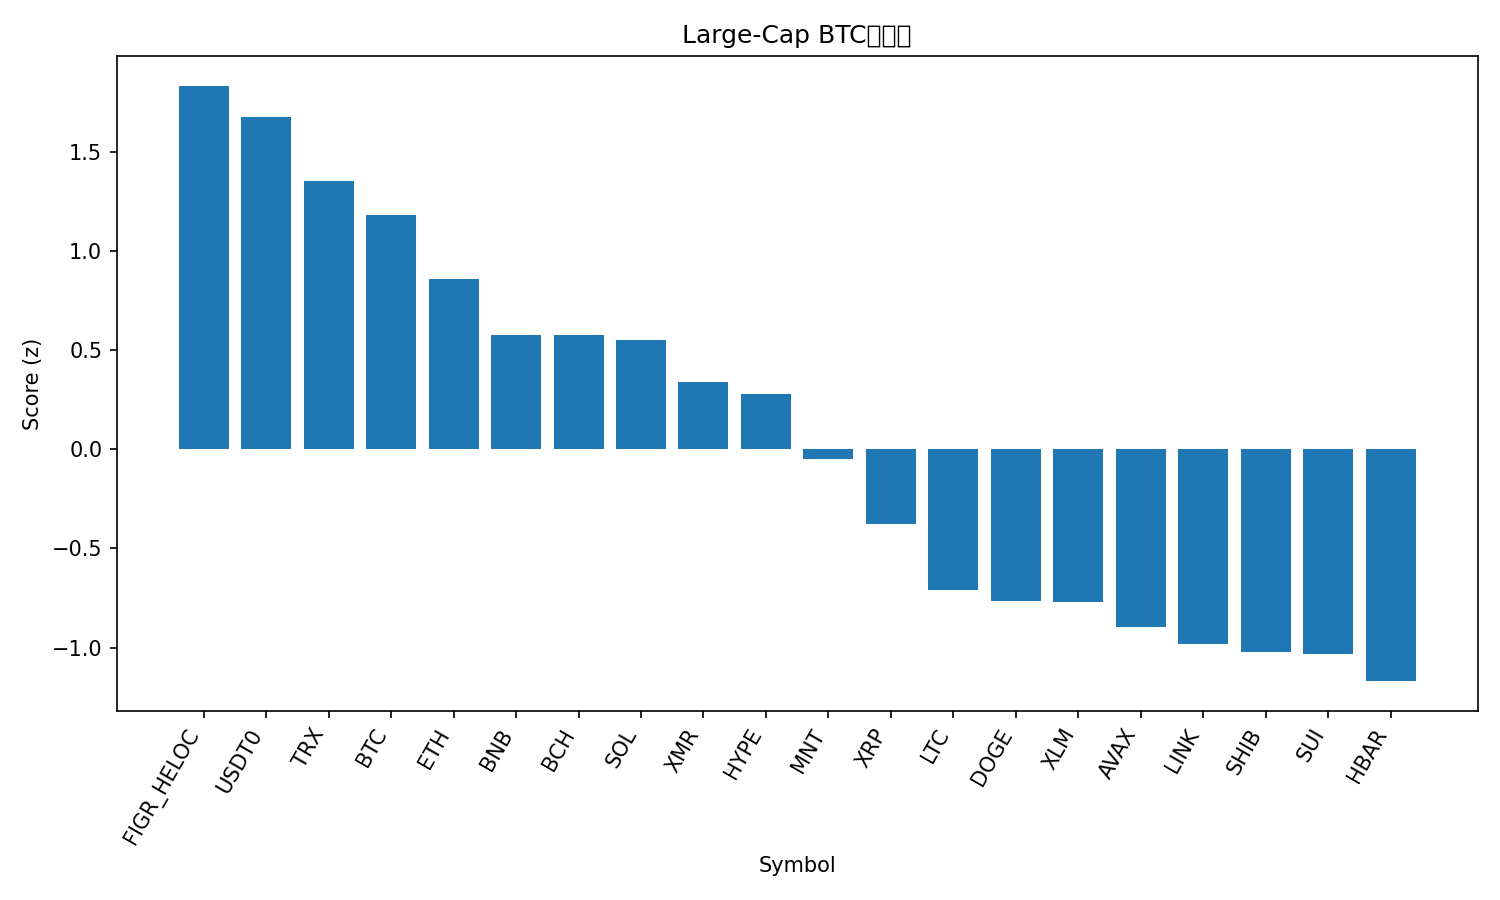 Large-Cap BTC
Score (z)
1.5
1.0
0.5
0.0
−0.5
−1.0
FIGR_HELOC
USDT0
TRX
BTC
ETH
BNB
BCH
SOL
XMR
HYPE
MNT
XRP
LTC
DOGE
XLM
AVAX
LINK
SHIB
SUI
HBAR
Symbol